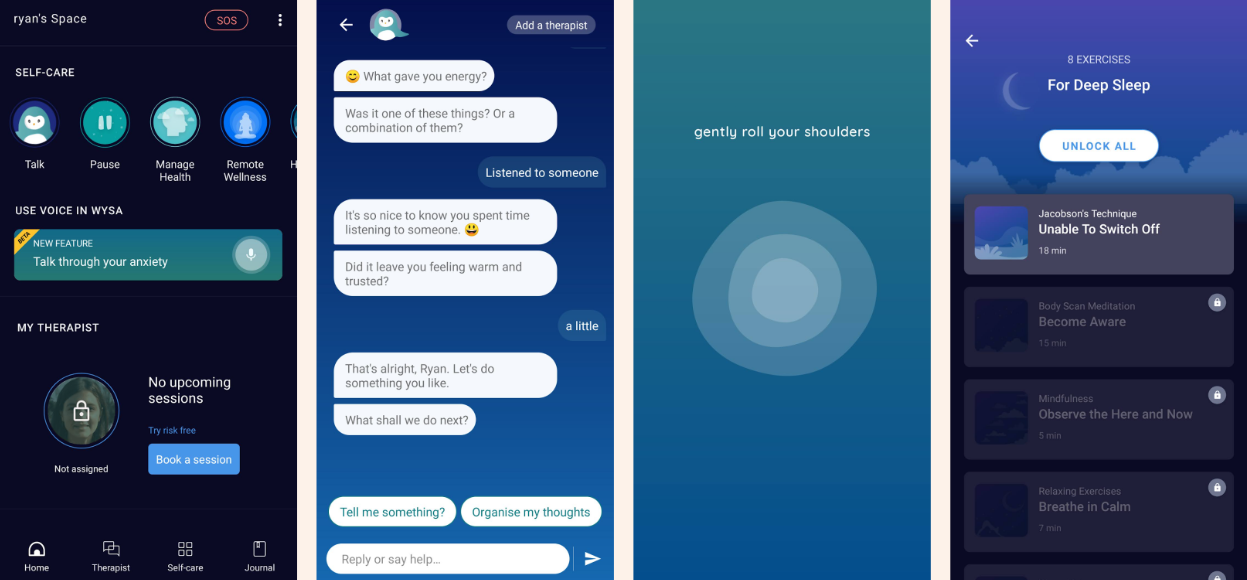 ryan's Space
SOS
SELF-CARE
Talk
Pause
Manage
Health
Remote
Wellness
H
USE VOICE IN WYSA
BETA
NEW FEATURE
Talk through your anxiety
MY THERAPIST
No upcoming
sessions
Try risk free
Book a session
Not assigned
Home
Therapist
Self-care
Journal
Add a therapist
😊 What gave you energy?
Was it one of these things? Or a
combination of them?
Listened to someone
It's so nice to know you spent time
listening to someone. 😃
Did it leave you feeling warm and
trusted?
a little
That's alright, Ryan. Let's do
something you like.
What shall we do next?
Tell me something?
Organise my thoughts
Reply or say help...
gently roll your shoulders
8 EXERCISES
For Deep Sleep
UNLOCK ALL
Jacobson's Technique
Unable To Switch Off
18 min
Body Scan Meditation
Become Aware
15 min
Mindfulness
Observe the Here and Now
5 min
Relaxing Exercises
Breathe in Calm
7 min